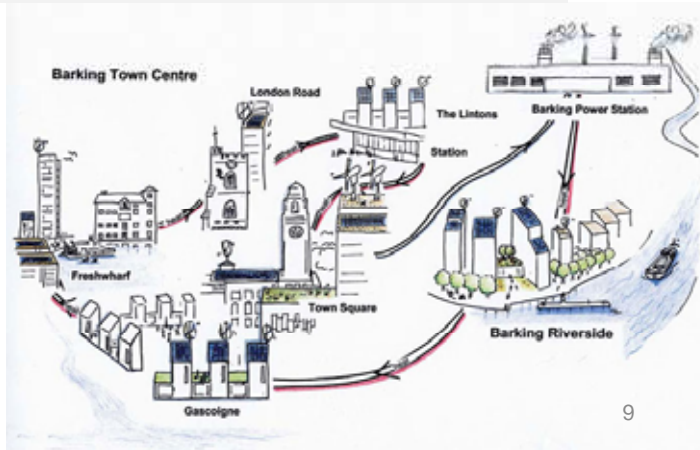 Barking Town Centre
London Road
The Lintons
Station
Barking Power Station
Freshwharf
Town Square
Barking Riverside
Gascoigne
9